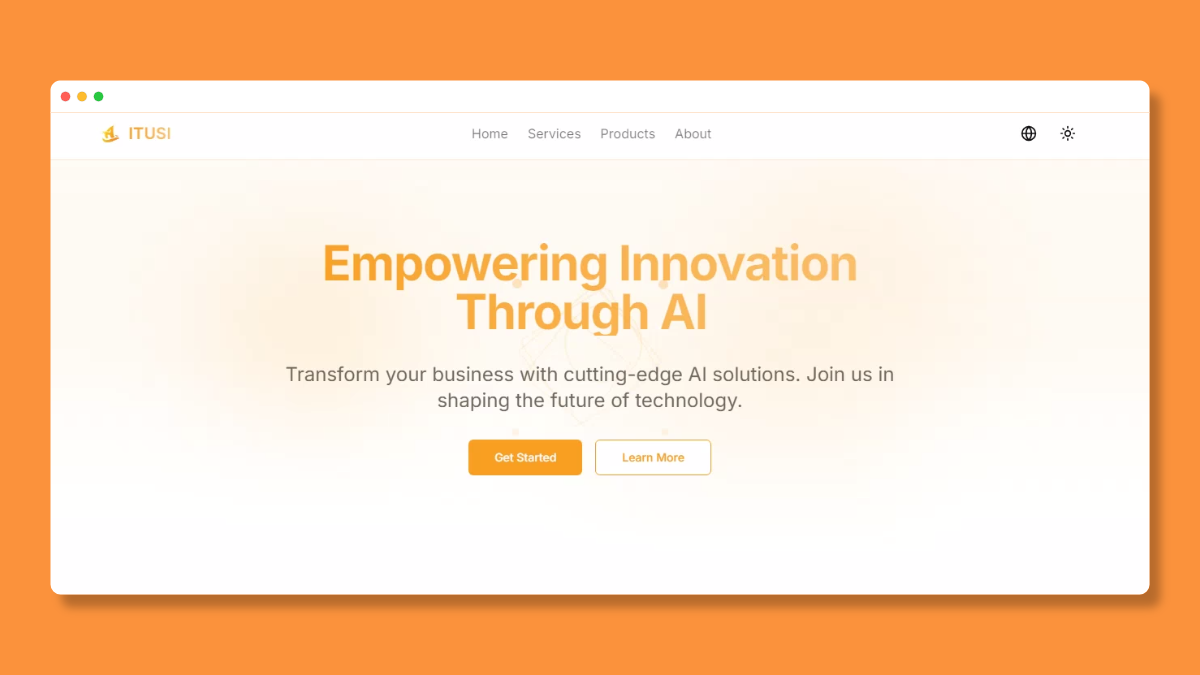 ITUSI
Home Services Products About
Empowering Innovation
Through AI
Transform your business with cutting-edge AI solutions. Join us in
shaping the future of technology.
Get Started Learn More